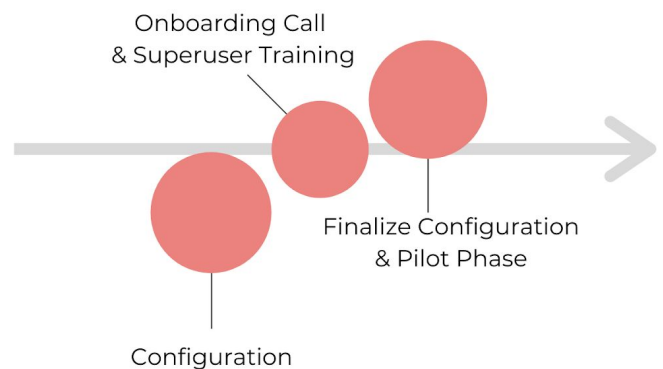 Onboarding Call
& Superuser Training
Finalize Configuration
& Pilot Phase
Configuration